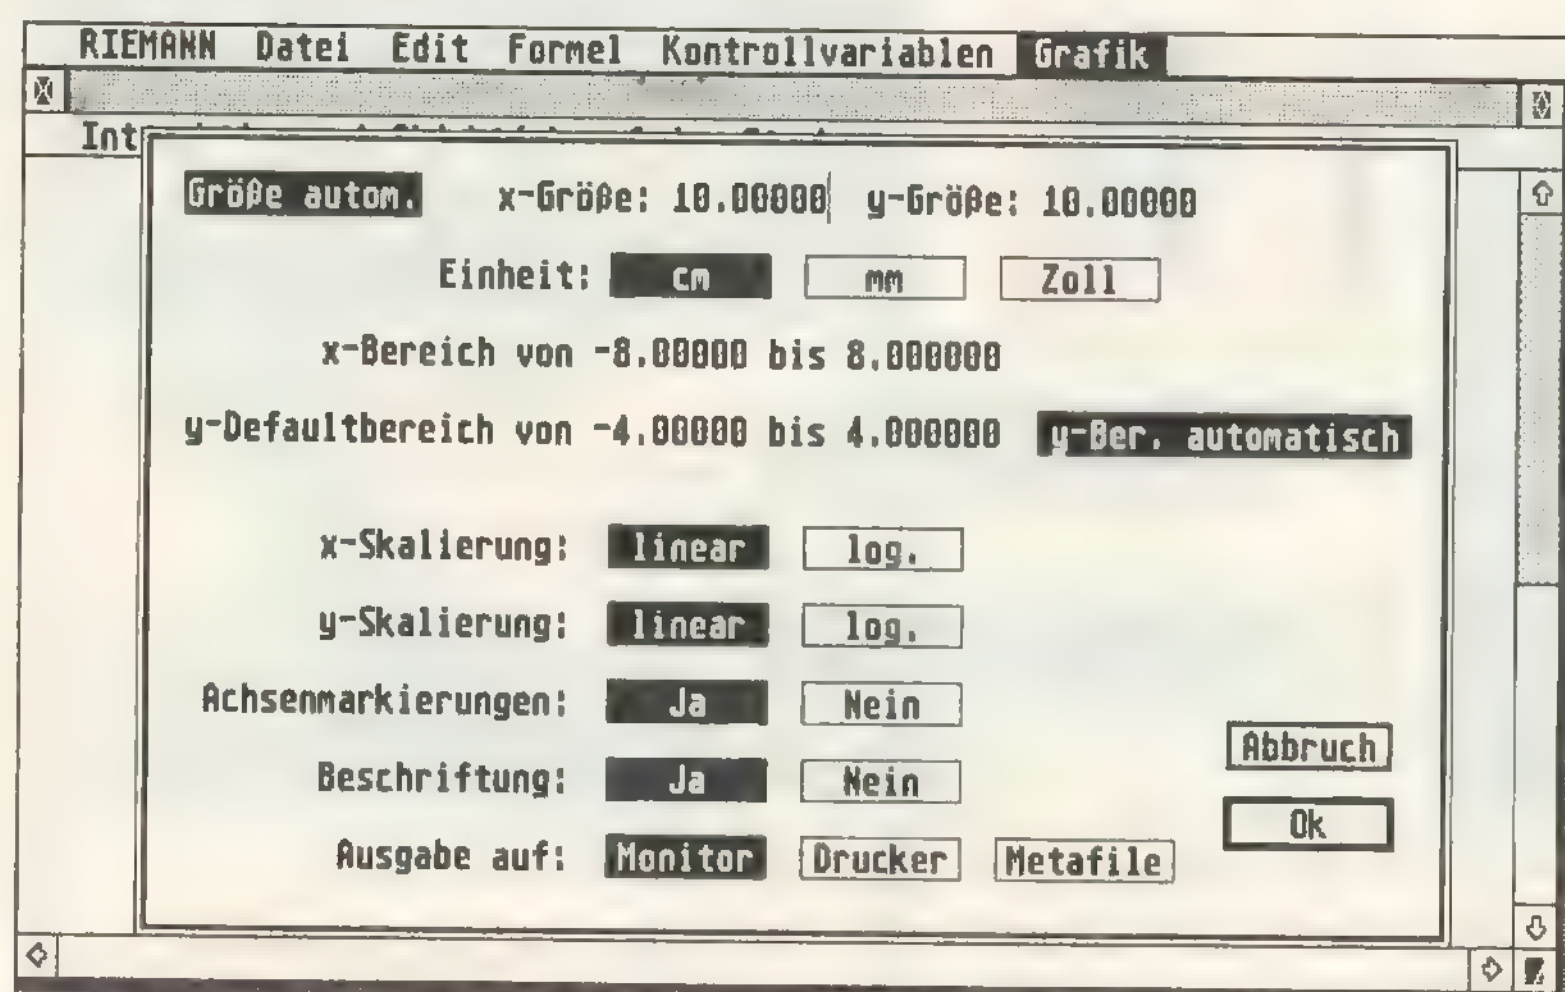 RIEMANN Datei Edit Formel Kontrollvariablen Grafik
Größe autom. x-Größe: 10.00000 y-Größe: 10.00000
Einheit: cm mm Zoll
x-Bereich von -8.00000 bis 8.000000
y-Defaultbereich von -4.00000 bis 4.000000 y-Ber. automatisch
x-Skalierung: linear log.
y-Skalierung: linear log.
Achsenmarkierungen: Ja Nein
Abbruch
Beschriftung: Ja Nein
Ok
Ausgabe auf: Monitor Drucker Metafile